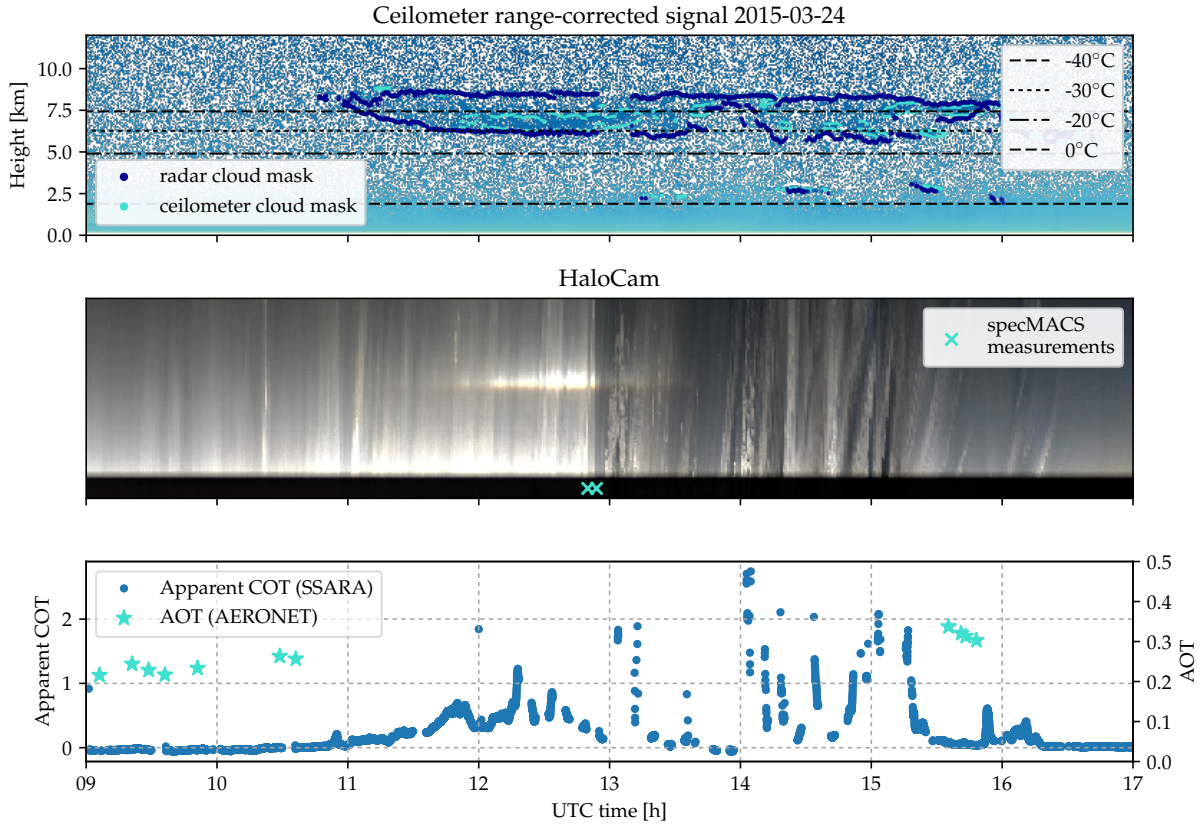 Ceilometer range-corrected signal 2015-03-24
Height [km]
10.0
7.5
5.0
2.5
0.0
radar cloud mask
ceilometer cloud mask
-40°C
-30°C
-20°C
0°C
HaloCam
specMACS
measurements
Apparent COT
2
1
0
Apparent COT (SSARA)
AOT (AERONET)
0.5
0.4
0.3
0.2
0.1
0.0
AOT
09 10 11 12 13 14 15 16 17
UTC time [h]